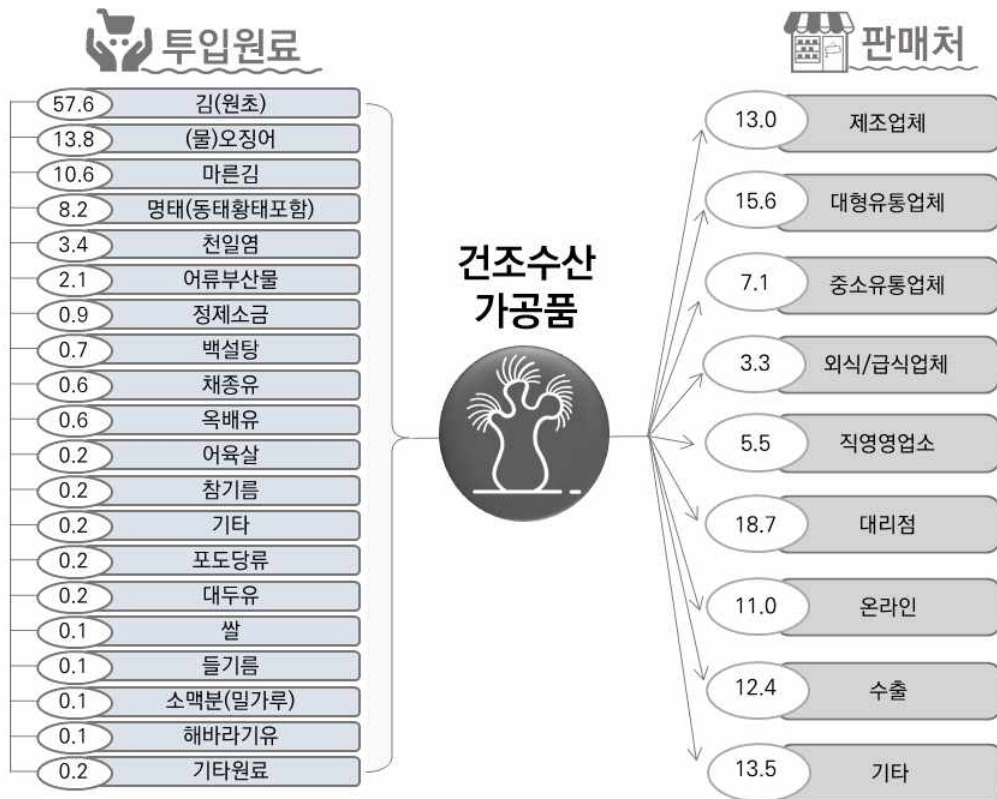 투입원료
57.6 김(원초)
13.8 (물)오징어
10.6 마른김
8.2 명태(동태황태포함)
3.4 천일염
2.1 어류부산물
0.9 정제소금
0.7 백설탕
0.6 채종유
0.6 옥배유
0.2 어육살
0.2 참기름
0.2 기타
0.2 포도당류
0.2 대두유
0.1 쌀
0.1 들기름
0.1 소맥분(밀가루)
0.1 해바라기유
0.2 기타원료
건조수산
가공품
판매처
13.0 제조업체
15.6 대형유통업체
7.1 중소유통업체
3.3 외식/급식업체
5.5 직영영업소
18.7 대리점
11.0 온라인
12.4 수출
13.5 기타